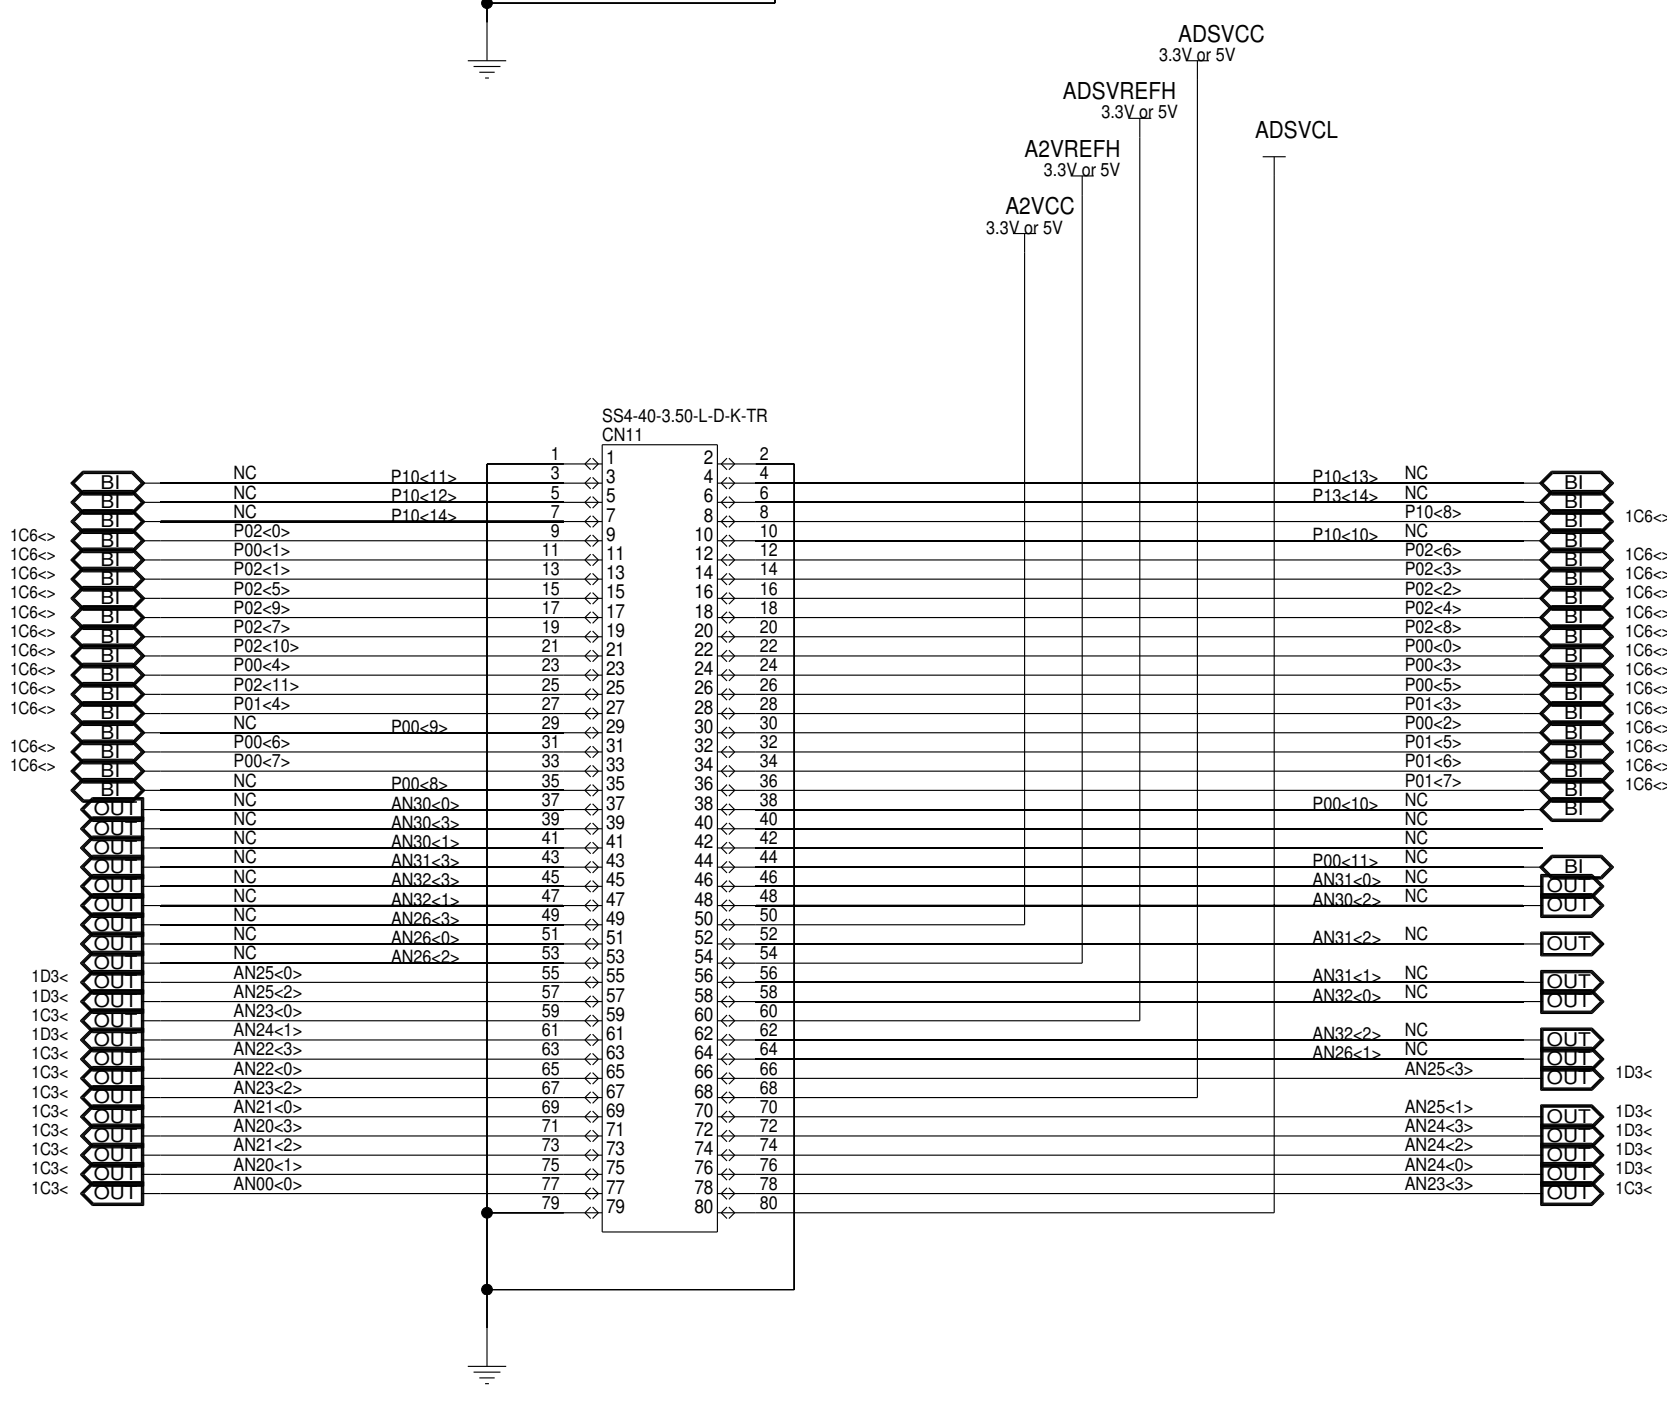 ADSVCC
3.3V or 5V
ADSVREFH
3.3V or 5V
ADSVCL
A2VREFH
3.3V or 5V
A2VCC
3.3V or 5V
SS4-40-3.50-L-D-K-TR
CN11
1 1 2 2
BI NC P10<11> 3 3 4 4 P10<13> NC BI
BI NC P10<12> 5 5 6 6 P13<14> NC BI
BI NC P10<14> 7 7 8 8 P10<8> BI 1C6<>
1C6<> BI P02<0> 9 9 10 10 P10<10> NC BI
1C6<> BI P00<1> 11 11 12 12 P02<6> BI 1C6<>
1C6<> BI P02<1> 13 13 14 14 P02<3> BI 1C6<>
1C6<> BI P02<5> 15 15 16 16 P02<2> BI 1C6<>
1C6<> BI P02<9> 17 17 18 18 P02<4> BI 1C6<>
1C6<> BI P02<7> 19 19 20 20 P02<8> BI 1C6<>
1C6<> BI P02<10> 21 21 22 22 P00<0> BI 1C6<>
1C6<> BI P00<4> 23 23 24 24 P00<3> BI 1C6<>
1C6<> BI P02<11> 25 25 26 26 P00<5> BI 1C6<>
1C6<> BI P01<4> 27 27 28 28 P01<3> BI 1C6<>
BI NC P00<9> 29 29 30 30 P00<2> BI 1C6<>
1C6<> BI P00<6> 31 31 32 32 P01<5> BI 1C6<>
1C6<> BI P00<7> 33 33 34 34 P01<6> BI 1C6<>
BI NC P00<8> 35 35 36 36 P01<7> BI 1C6<>
OUT NC AN30<0> 37 37 38 38 P00<10> NC BI
OUT NC AN30<3> 39 39 40 40 NC
OUT NC AN30<1> 41 41 42 42 NC
OUT NC AN31<3> 43 43 44 44 P00<11> NC BI
OUT NC AN32<3> 45 45 46 46 AN31<0> NC OUT
OUT NC AN32<1> 47 47 48 48 AN30<2> NC OUT
OUT NC AN26<3> 49 49 50 50
OUT NC AN26<0> 51 51 52 52 AN31<2> NC OUT
OUT NC AN26<2> 53 53 54 54
1D3< OUT AN25<0> 55 55 56 56 AN31<1> NC OUT
1D3< OUT AN25<2> 57 57 58 58 AN32<0> NC OUT
1C3< OUT AN23<0> 59 59 60 60
1D3< OUT AN24<1> 61 61 62 62 AN32<2> NC OUT
1C3< OUT AN22<3> 63 63 64 64 AN26<1> NC OUT
1C3< OUT AN22<0> 65 65 66 66 AN25<3> OUT 1D3<
1C3< OUT AN23<2> 67 67 68 68
1C3< OUT AN21<0> 69 69 70 70 AN25<1> OUT 1D3<
1C3< OUT AN20<3> 71 71 72 72 AN24<3> OUT 1D3<
1C3< OUT AN21<2> 73 73 74 74 AN24<2> OUT 1D3<
1C3< OUT AN20<1> 75 75 76 76 AN24<0> OUT 1D3<
1C3< OUT AN00<0> 77 77 78 78 AN23<3> OUT 1C3<
79 79 80 80